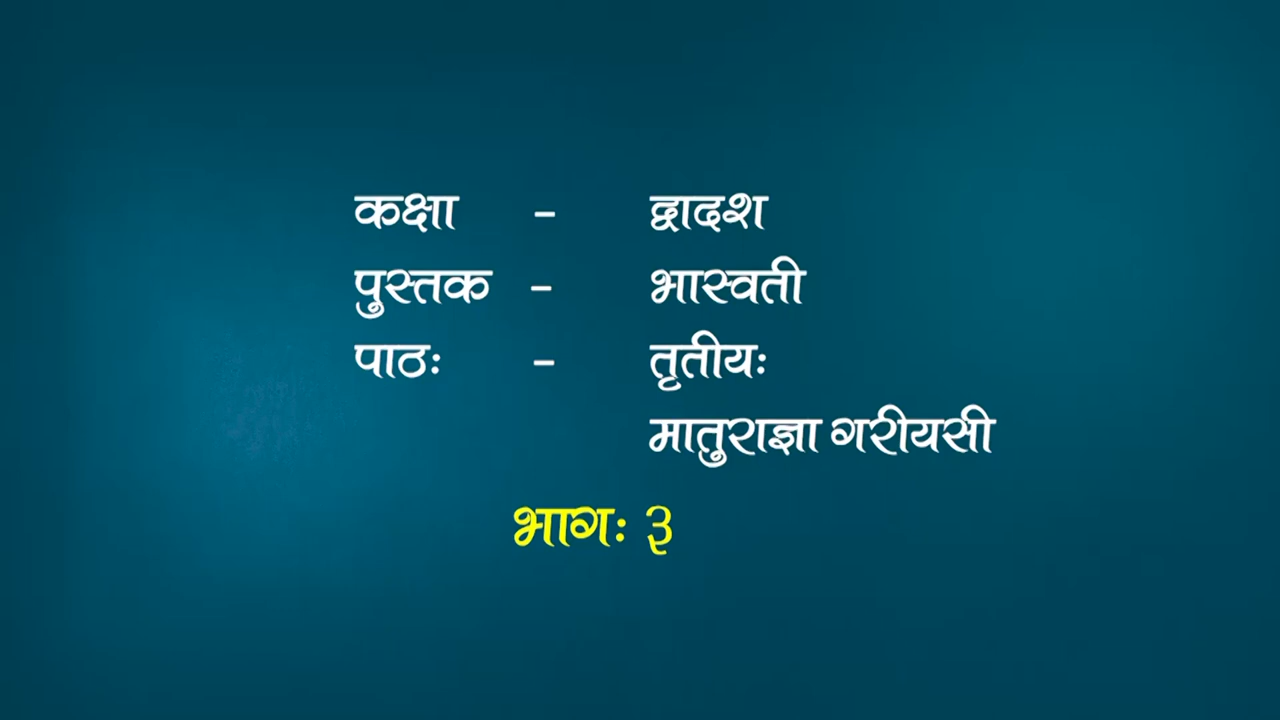 कक्षा - द्वादश
पुस्तक - भास्वती
पाठः - तृतीयः
मातुराज्ञा गरीयसी
भागः ३